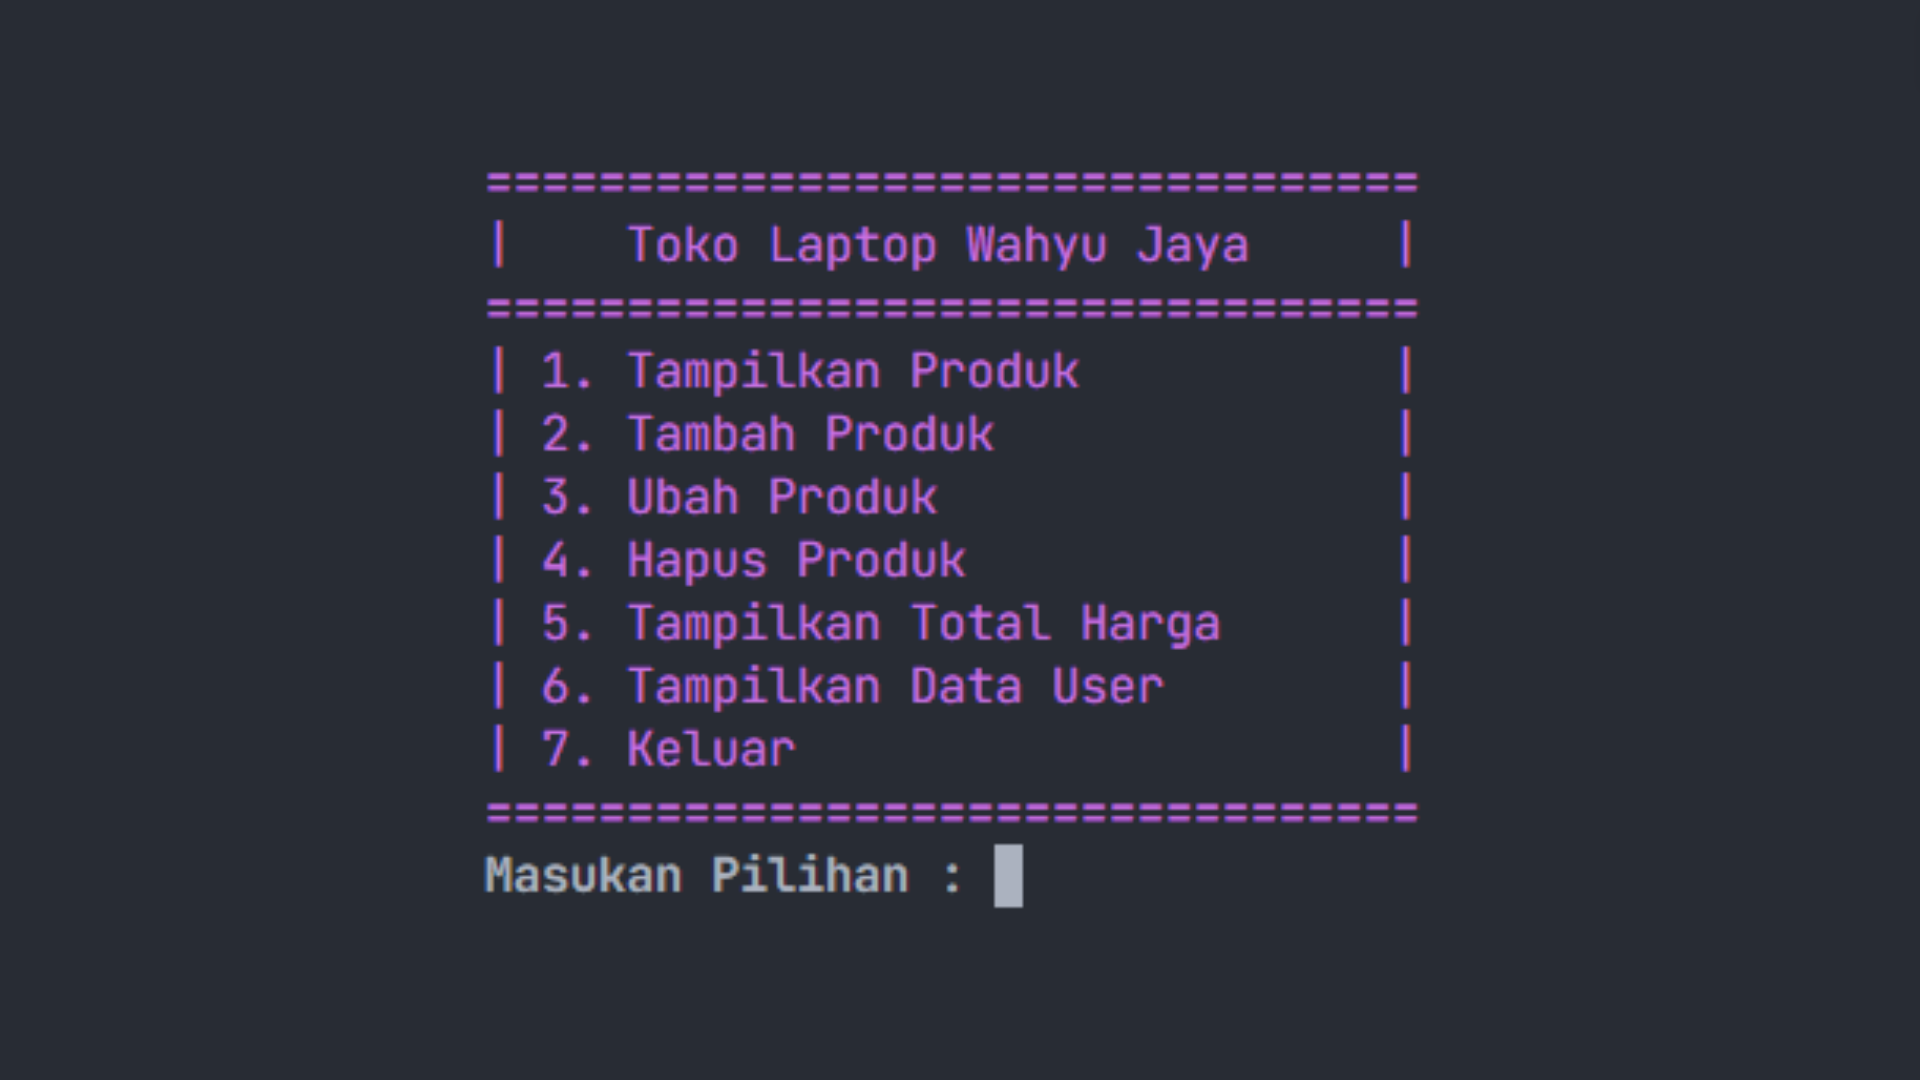 =================================
|    Toko Laptop Wahyu Jaya     |
=================================
| 1. Tampilkan Produk           |
| 2. Tambah Produk              |
| 3. Ubah Produk                |
| 4. Hapus Produk               |
| 5. Tampilkan Total Harga      |
| 6. Tampilkan Data User        |
| 7. Keluar                     |
=================================
Masukan Pilihan :